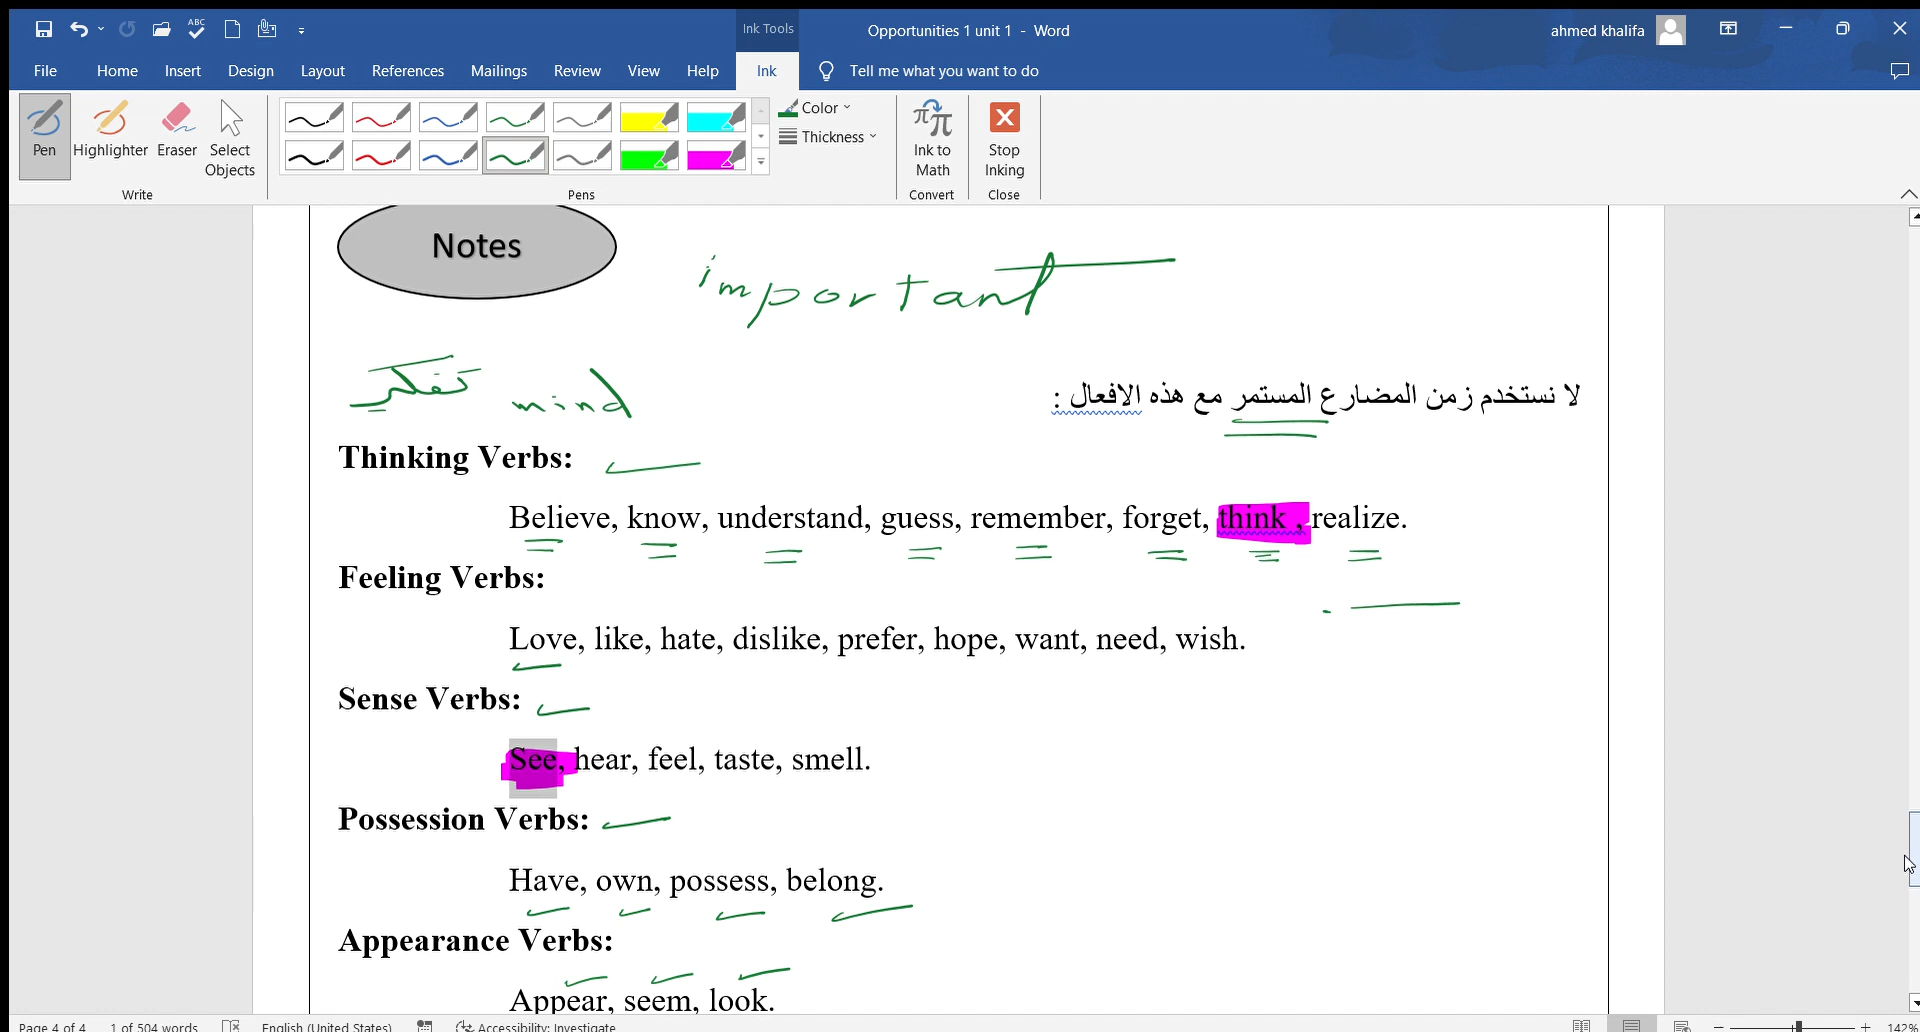 ABC
Ink Tools
Opportunities 1 unit 1 - Word
ahmed khalifa
File Home Insert Design Layout References Mailings Review View Help Ink Tell me what you want to do
Pen Highlighter Eraser Select Objects
Color
Thickness
Ink to Math
Stop Inking
Write Pens Convert Close
Notes
important
تفكير mind
لا نستخدم زمن المضارع المستمر مع هذه الافعال :
Thinking Verbs:
Believe, know, understand, guess, remember, forget, think , realize.
Feeling Verbs:
Love, like, hate, dislike, prefer, hope, want, need, wish.
Sense Verbs:
See, hear, feel, taste, smell.
Possession Verbs:
Have, own, possess, belong.
Appearance Verbs:
Appear, seem, look.
Page 4 of 4 1 of 504 words English (United States) Accessibility: Investigate 142%